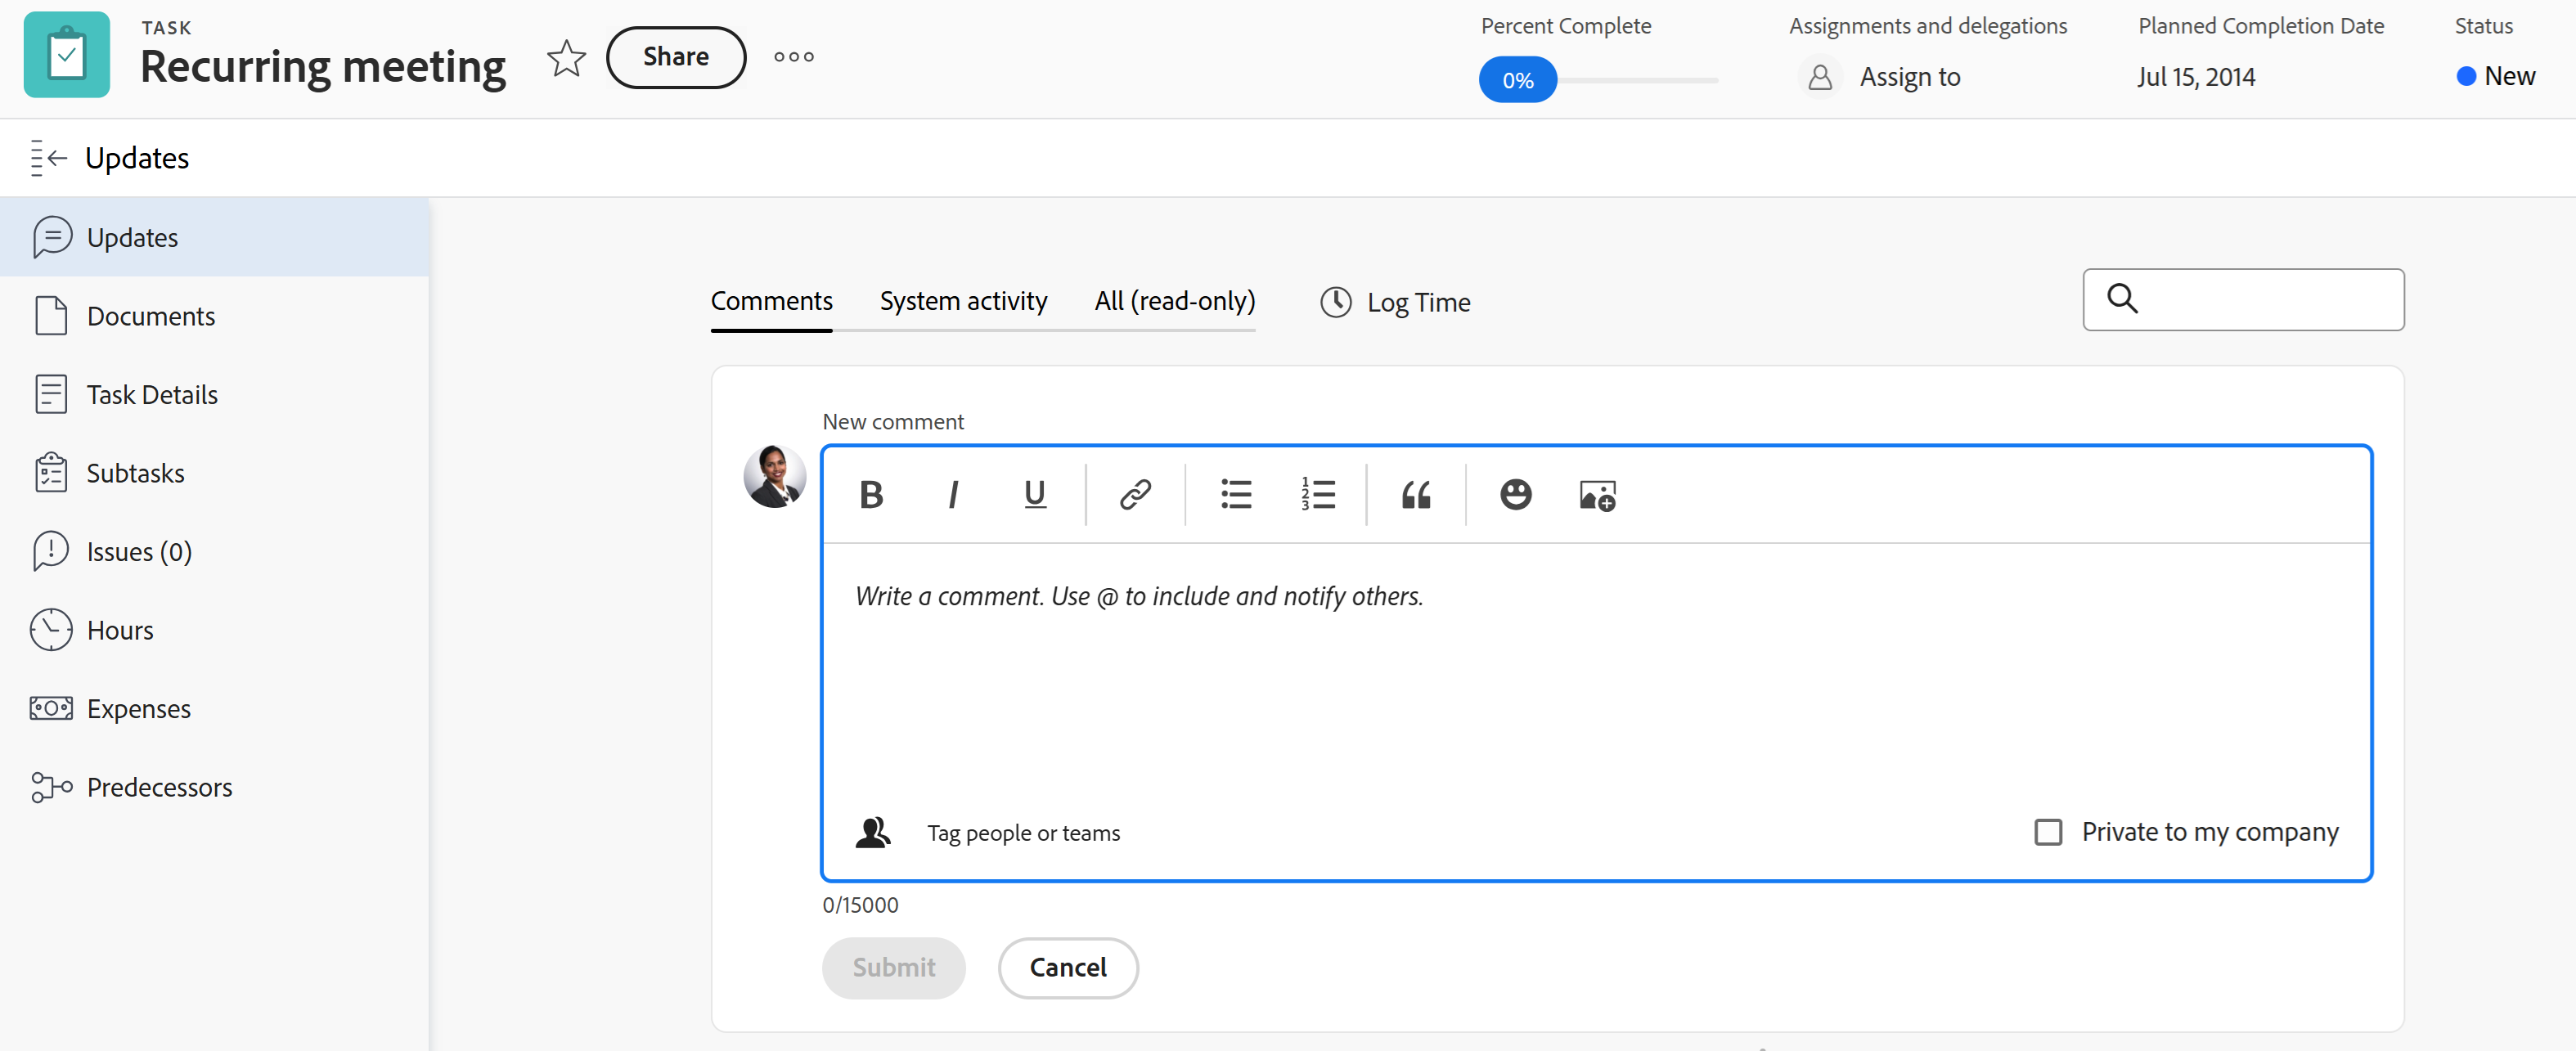 TASK
Recurring meeting
Share
Percent Complete
0%
Assignments and delegations
Assign to
Planned Completion Date
Jul 15, 2014
Status
New
Updates
Updates
Documents
Task Details
Subtasks
Issues (0)
Hours
Expenses
Predecessors
Comments System activity All (read-only) Log Time
New comment
B I U
Write a comment. Use @ to include and notify others.
Tag people or teams
Private to my company
0/15000
Submit Cancel